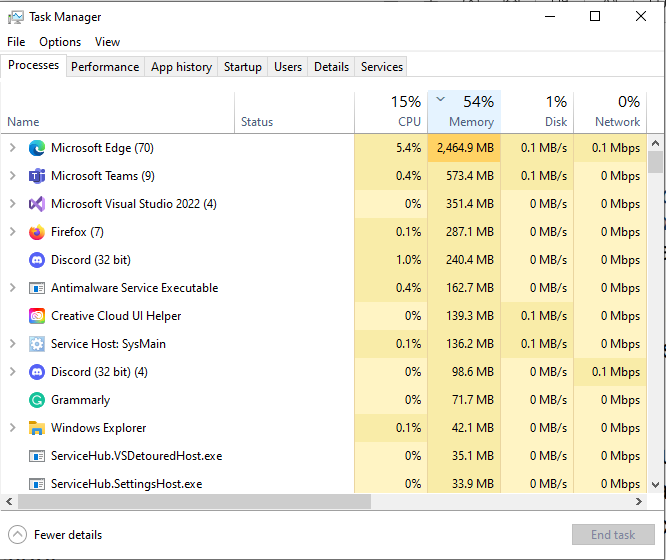 Task Manager
File Options View
Processes Performance App history Startup Users Details Services
15% 54% 1% 0%
Name Status CPU Memory Disk Network
Microsoft Edge (70) 5.4% 2,464.9 MB 0.1 MB/s 0.1 Mbps
Microsoft Teams (9) 0.4% 573.4 MB 0.1 MB/s 0 Mbps
Microsoft Visual Studio 2022 (4) 0% 351.4 MB 0 MB/s 0 Mbps
Firefox (7) 0.1% 287.1 MB 0 MB/s 0 Mbps
Discord (32 bit) 1.0% 240.4 MB 0 MB/s 0 Mbps
Antimalware Service Executable 0.4% 162.7 MB 0 MB/s 0 Mbps
Creative Cloud UI Helper 0% 139.3 MB 0.1 MB/s 0 Mbps
Service Host: SysMain 0.1% 136.2 MB 0.1 MB/s 0 Mbps
Discord (32 bit) (4) 0% 98.6 MB 0 MB/s 0.1 Mbps
Grammarly 0% 71.7 MB 0 MB/s 0 Mbps
Windows Explorer 0.1% 42.1 MB 0 MB/s 0 Mbps
ServiceHub.VSDetouredHost.exe 0% 35.1 MB 0 MB/s 0 Mbps
ServiceHub.SettingsHost.exe 0% 33.9 MB 0 MB/s 0 Mbps
Fewer details End task